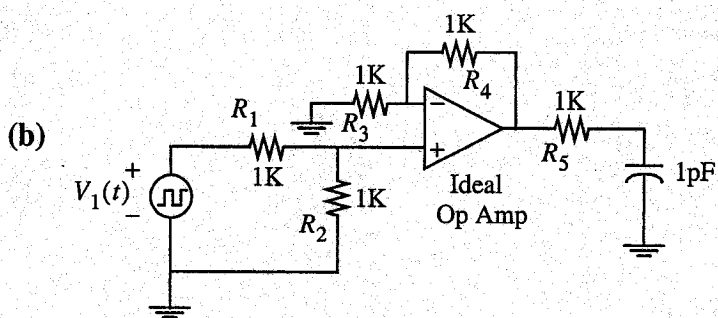 (b)
V₁(t)
+
−
R₁
1K
R₂
1K
1K
R₃
1K
R₄
−
+
Ideal
Op Amp
1K
R₅
1pF